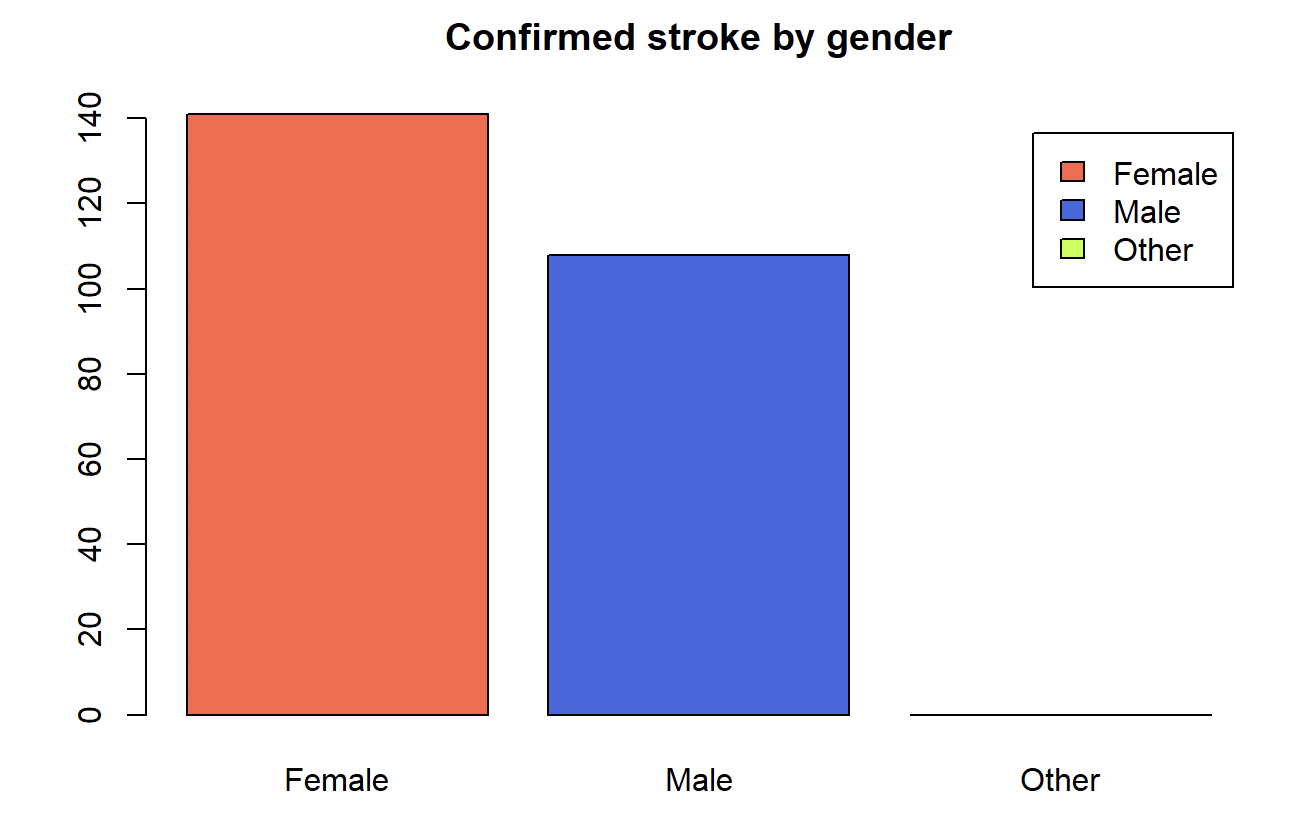 Confirmed stroke by gender
140
120
100
80
60
40
20
0
Female
Male
Other
Female
Male
Other